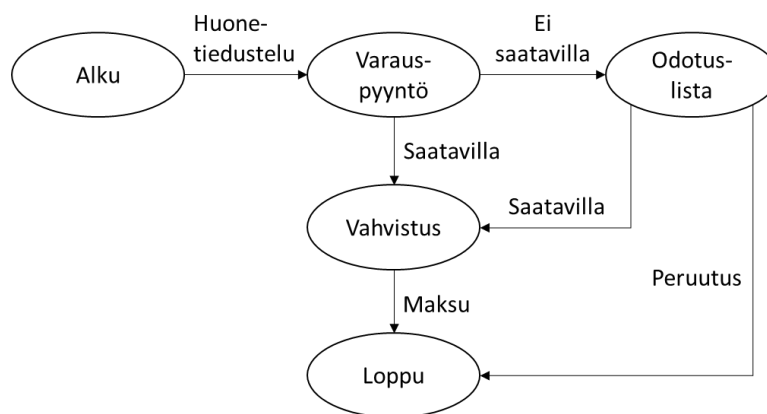 Alku
Huone-
tiedustelu
Varaus-
pyyntö
Ei
saatavilla
Odotus-
lista
Saatavilla
Vahvistus
Saatavilla
Peruutus
Maksu
Loppu